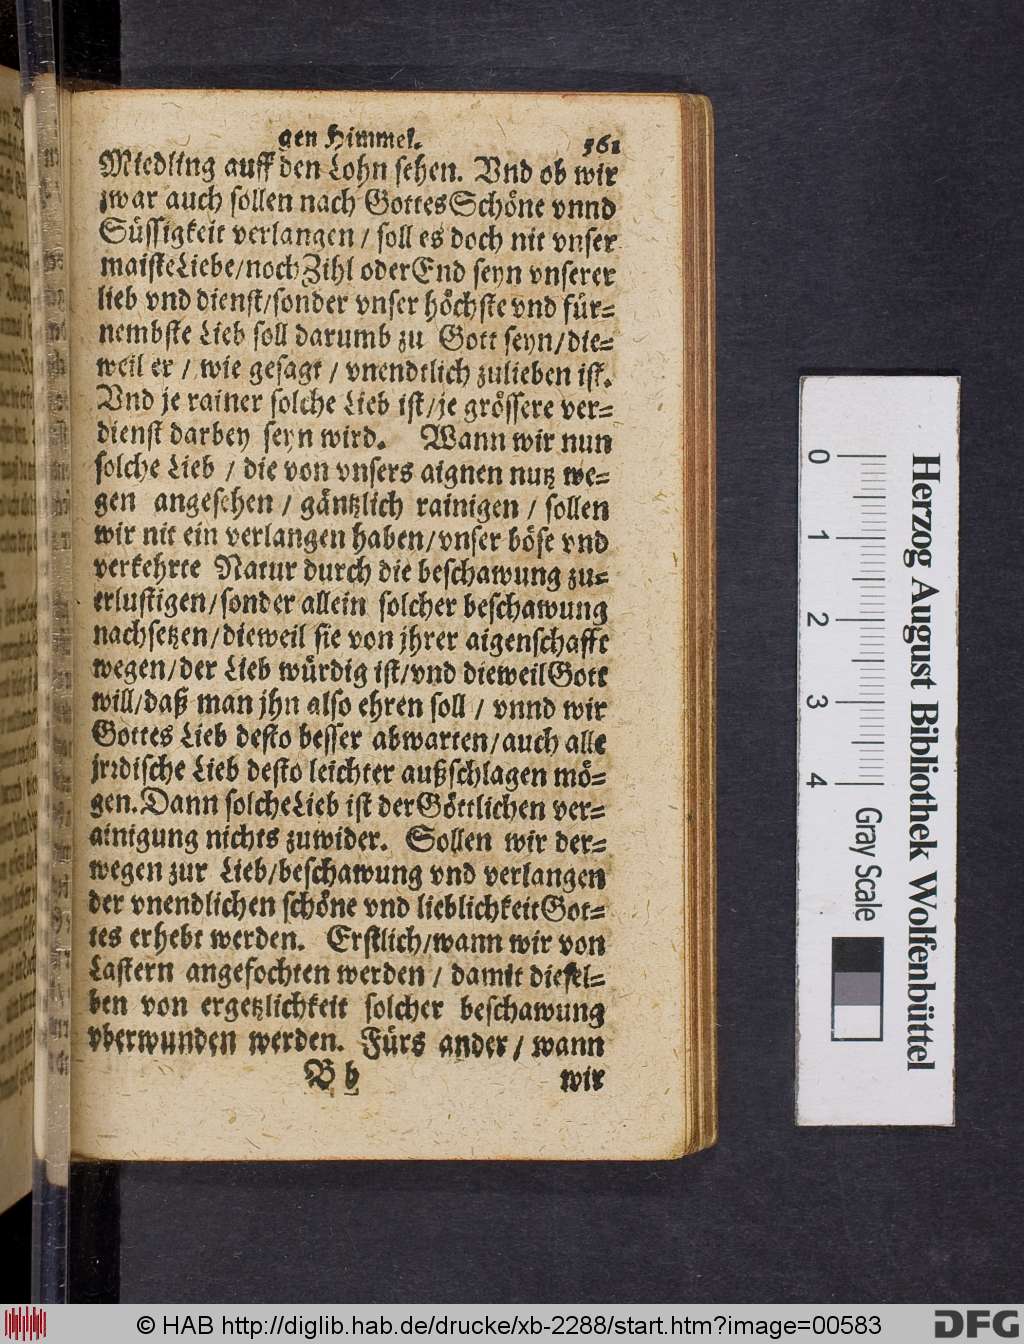 gen Himmel. 561
Miedling auff den Lohn sehen. Vnd ob wir
zwar auch sollen nach Gottes Schöne vnnd
Süssigkeit verlangen / soll es doch nit vnser
maiste Liebe/noch Zihl oder End seyn vnserer
lieb vnd dienst/sonder vnser höchste vnd für=
nembste Lieb soll darumb zu Gott seyn/die=
weil er / wie gesagt / vnendtlich zulieben ist.
Vnd je rainer solche Lieb ist/je grössere ver=
dienst darbey seyn wird. Wann wir nun
solche Lieb / die von vnsers aignen nutz we=
gen angesehen / gäntzlich rainigen / sollen
wir nit ein verlangen haben/vnser böse vnd
verkehrte Natur durch die beschawung zu=
erlustigen/sonder allein solcher beschawung
nachsetzen/dieweil sie von jhrer aigenschafft
wegen/der Lieb würdig ist/vnd dieweil Gott
will/daß man jhn also ehren soll / vnnd wir
Gottes Lieb desto besser abwarten/auch alle
jrrdische Lieb desto leichter außschlagen mö=
gen. Dann solche Lieb ist der Göttlichen ver=
ainigung nichts zuwider. Sollen wir der=
wegen zur Lieb/beschawung vnd verlangen
der vnendlichen schöne vnd lieblichkeit Got=
tes erhebt werden. Erstlich/wann wir von
Lastern angefochten werden / damit diesel=
ben von ergetzlichkeit solcher beschawung
vberwunden werden. Fürs ander / wann
B b wir
0 1 2 3 4
Gray Scale
Herzog August Bibliothek Wolfenbüttel
© HAB http://diglib.hab.de/drucke/xb-2288/start.htm?image=00583
DFG